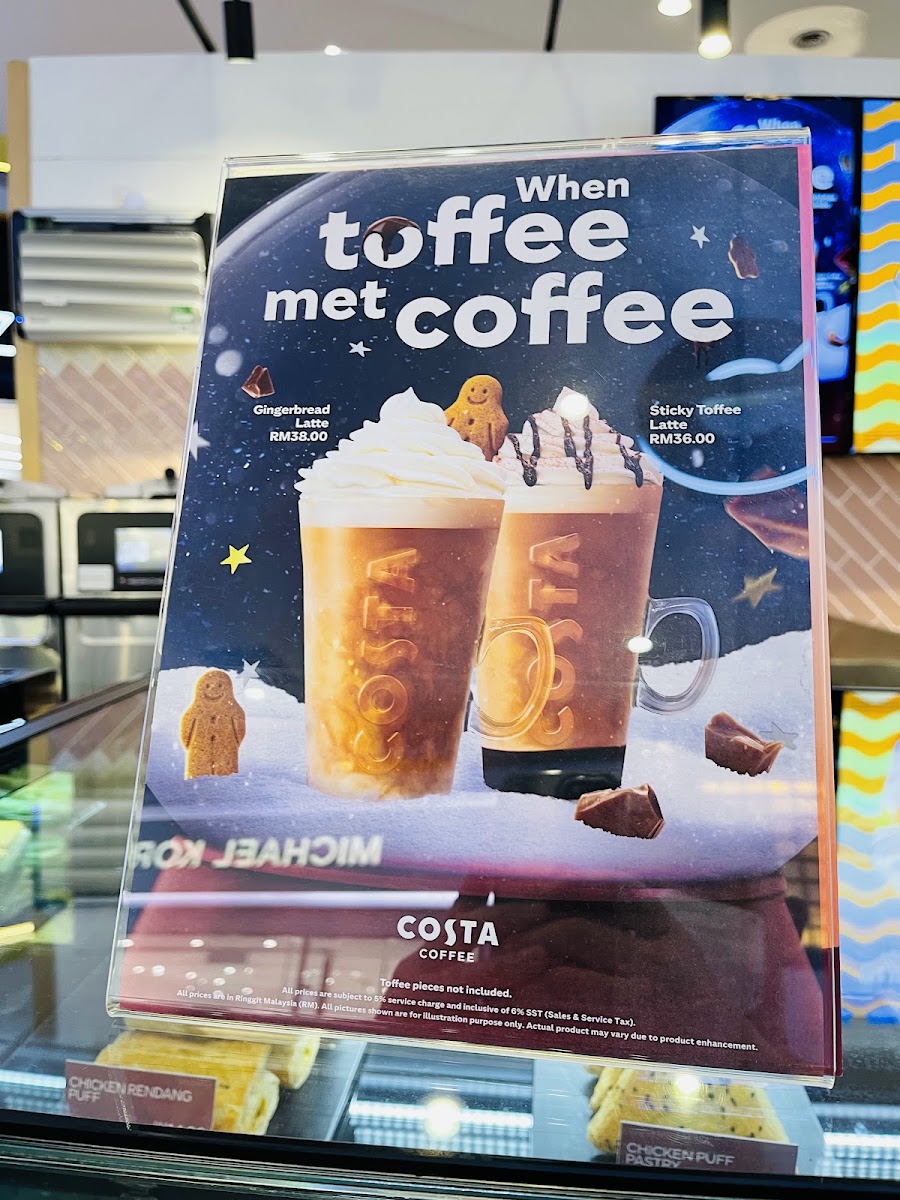 When
toffee
met coffee
Gingerbread
Latte
RM38.00
Sticky Toffee
Latte
RM36.00
COSTA
COSTA
MICHAEL KOR
COSTA
COFFEE
Toffee pieces not included.
All prices are subject to 5% service charge and inclusive of 6% SST (Sales & Service Tax).
All prices are in Ringgit Malaysia (RM). All pictures shown are for illustration purpose only. Actual product may vary due to product enhancement.
CHICKEN RENDANG
PUFF
CHICKEN PUFF
PASTRY
When